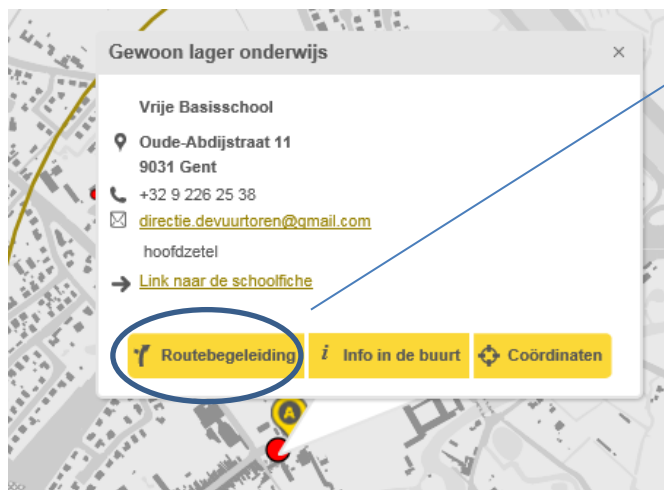 Gewoon lager onderwijs ×
Vrije Basisschool
Oude-Abdijstraat 11
9031 Gent
+32 9 226 25 38
directie.devuurtoren@gmail.com
hoofdzetel
Link naar de schoolfiche
Routebegeleiding i Info in de buurt Coördinaten
A